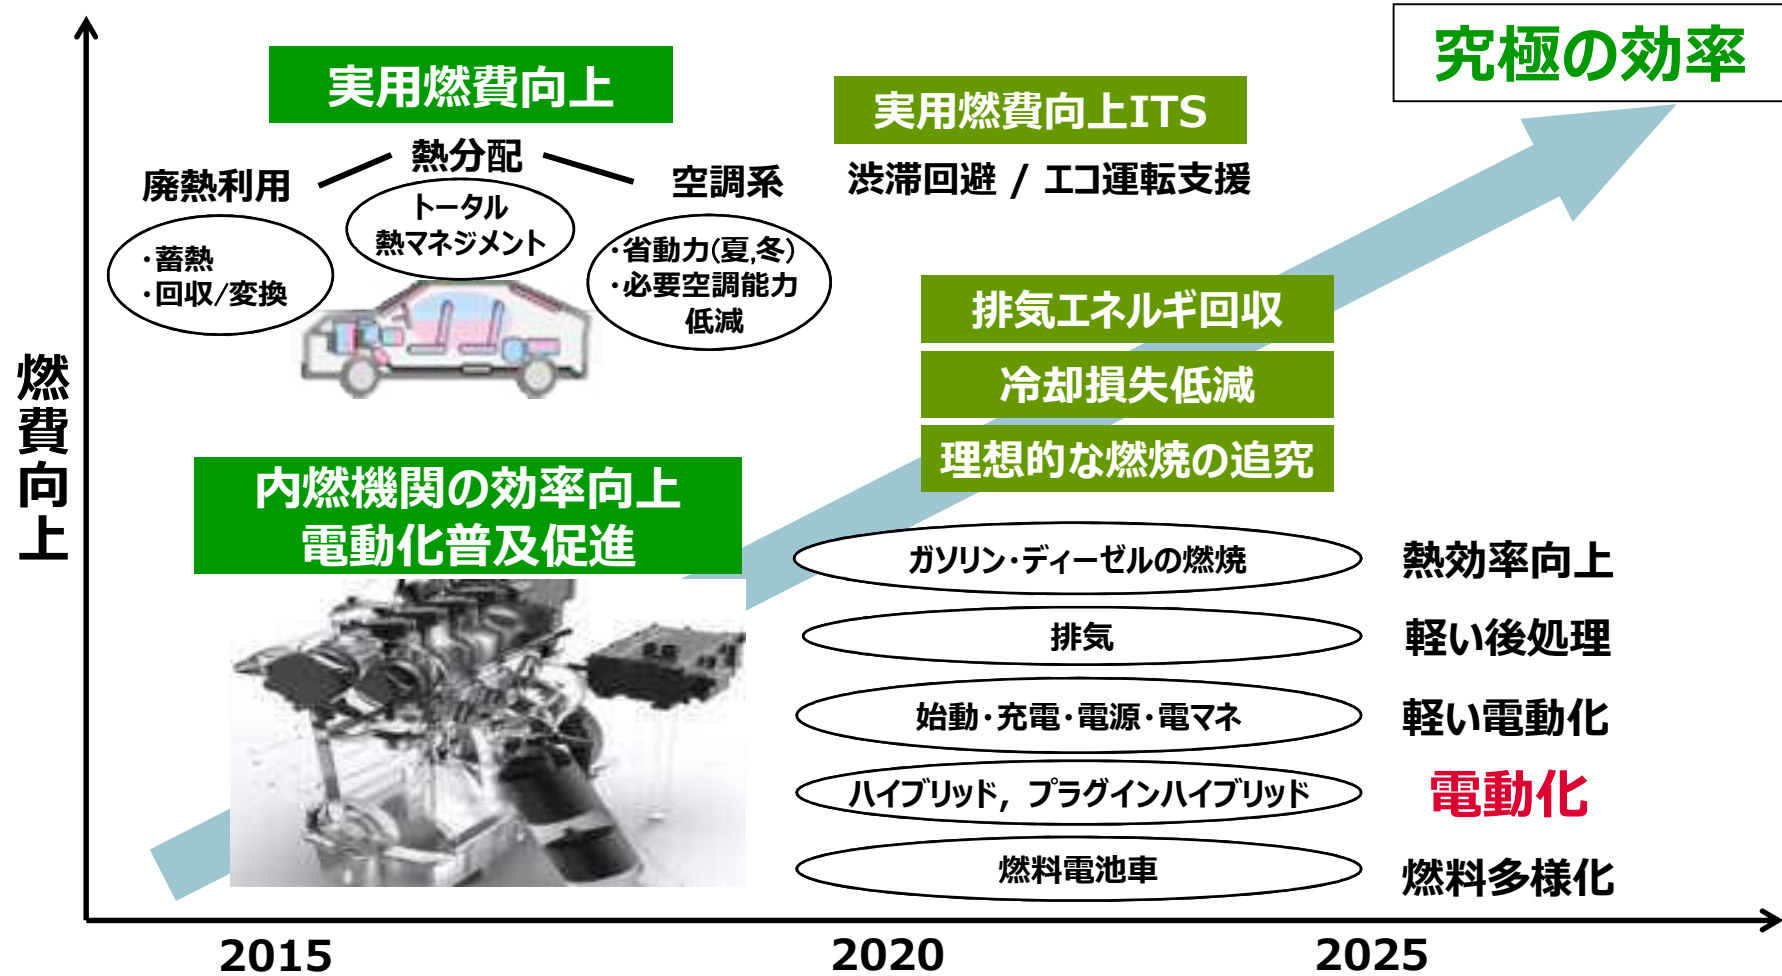 究極の効率
実用燃費向上
実用燃費向上ITS
渋滞回避 / エコ運転支援
熱分配
廃熱利用
空調系
トータル
熱マネジメント
・蓄熱
・回収/変換
・省動力(夏,冬)
・必要空調能力
低減
排気エネルギ回収
冷却損失低減
理想的な燃焼の追究
燃費向上
内燃機関の効率向上
電動化普及促進
ガソリン・ディーゼルの燃焼
熱効率向上
排気
軽い後処理
始動・充電・電源・電マネ
軽い電動化
ハイブリッド, プラグインハイブリッド
電動化
燃料電池車
燃料多様化
2015
2020
2025